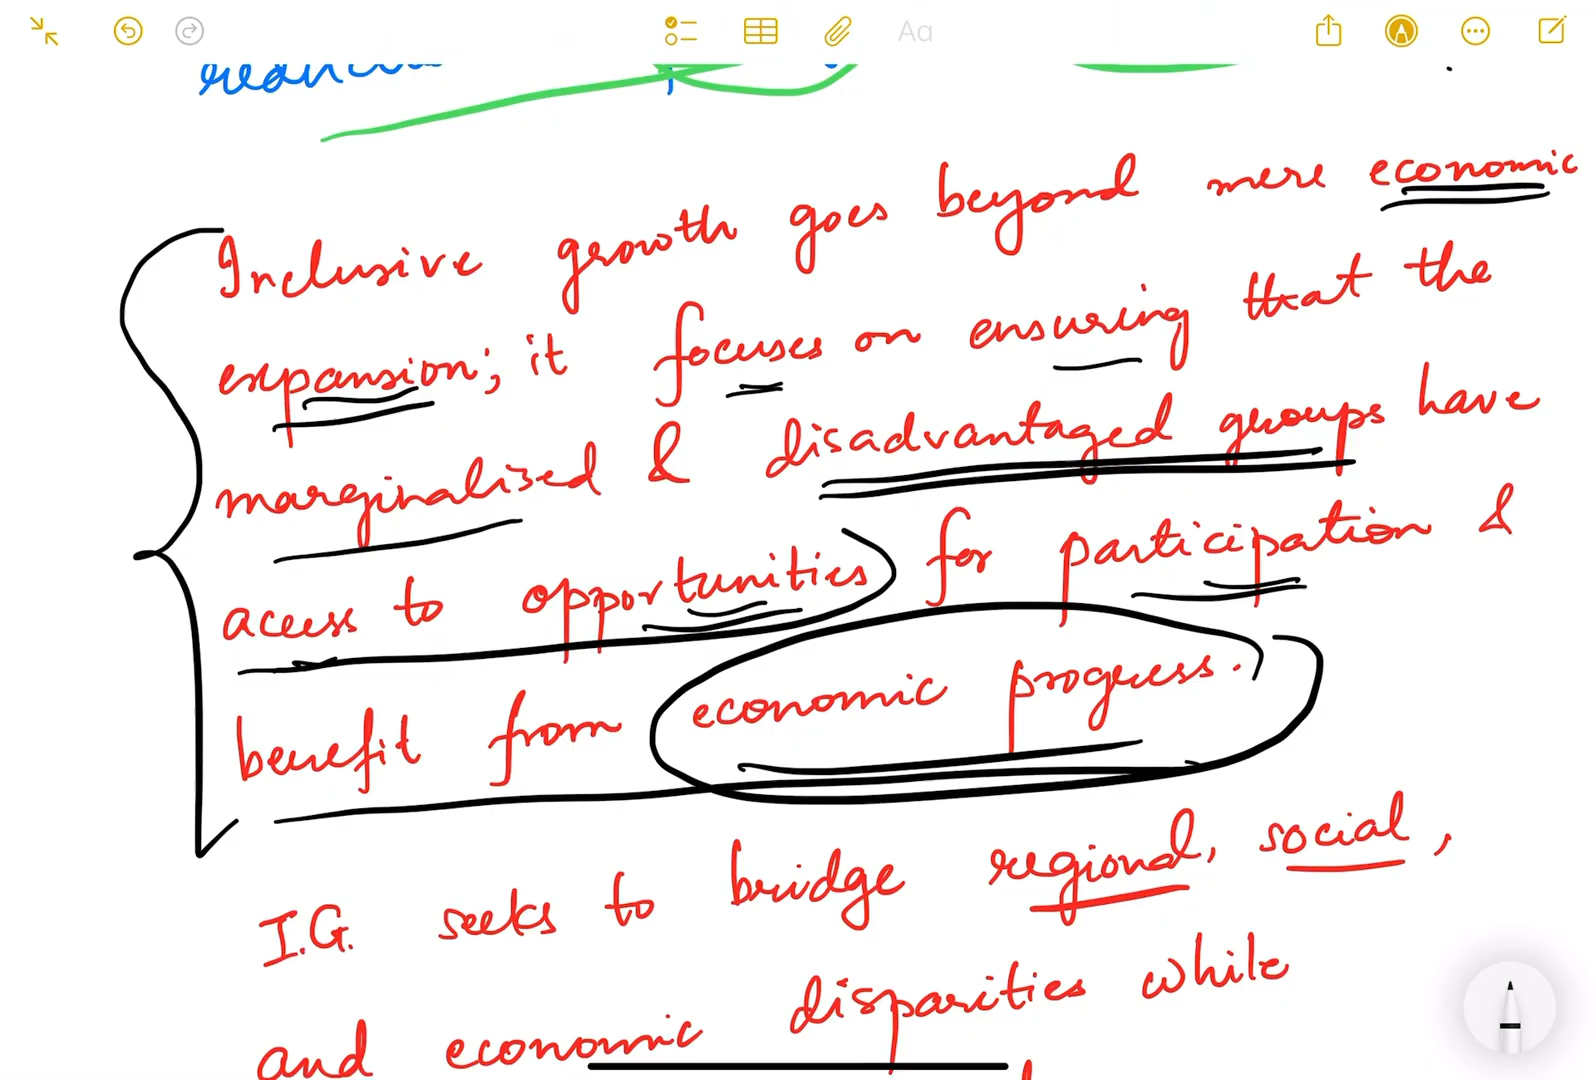 Aa
Inclusive growth goes beyond mere economic
expansion; it focuses on ensuring that the
marginalised & disadvantaged groups have
access to opportunities for participation &
benefit from economic progress.
I.G. seeks to bridge regional, social,
and economic disparities while